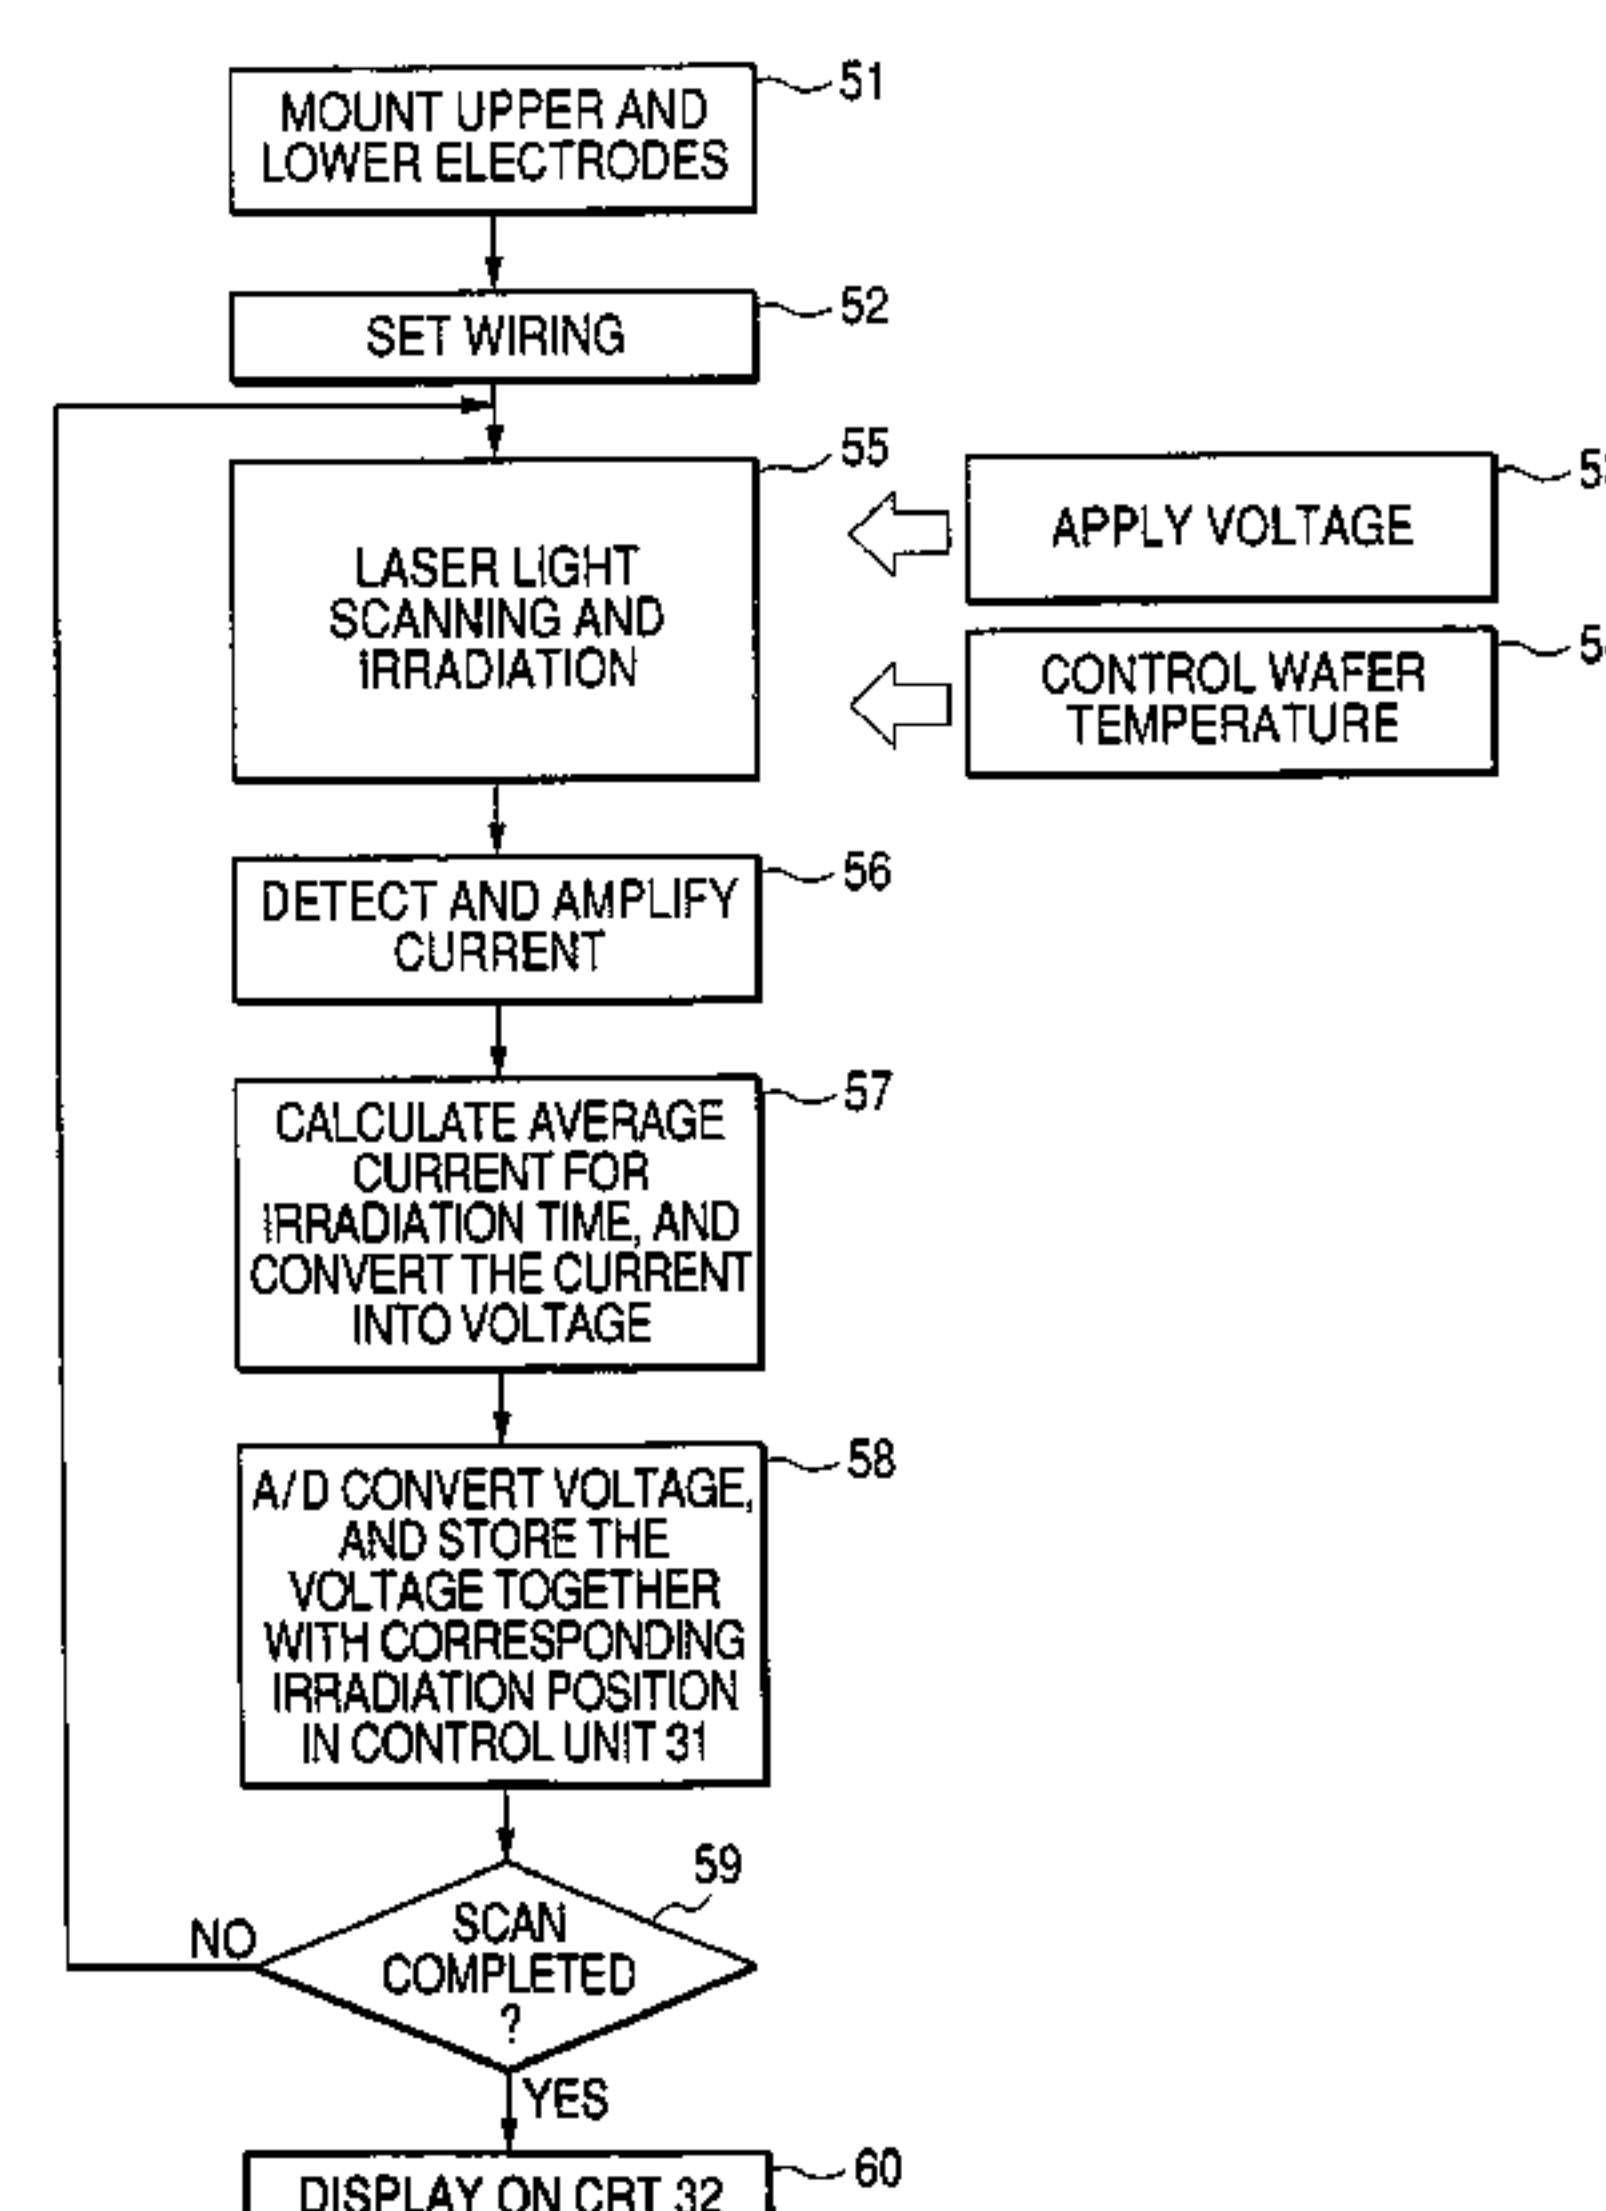 51
MOUNT UPPER AND
LOWER ELECTRODES
52
SET WIRING
55
LASER LIGHT
SCANNING AND
IRRADIATION
APPLY VOLTAGE
CONTROL WAFER
TEMPERATURE
56
DETECT AND AMPLIFY
CURRENT
57
CALCULATE AVERAGE
CURRENT FOR
IRRADIATION TIME, AND
CONVERT THE CURRENT
INTO VOLTAGE
58
A/D CONVERT VOLTAGE,
AND STORE THE
VOLTAGE TOGETHER
WITH CORRESPONDING
IRRADIATION POSITION
IN CONTROL UNIT 31
59
SCAN
COMPLETED
?
NO
YES
60
DISPLAY ON CRT 32